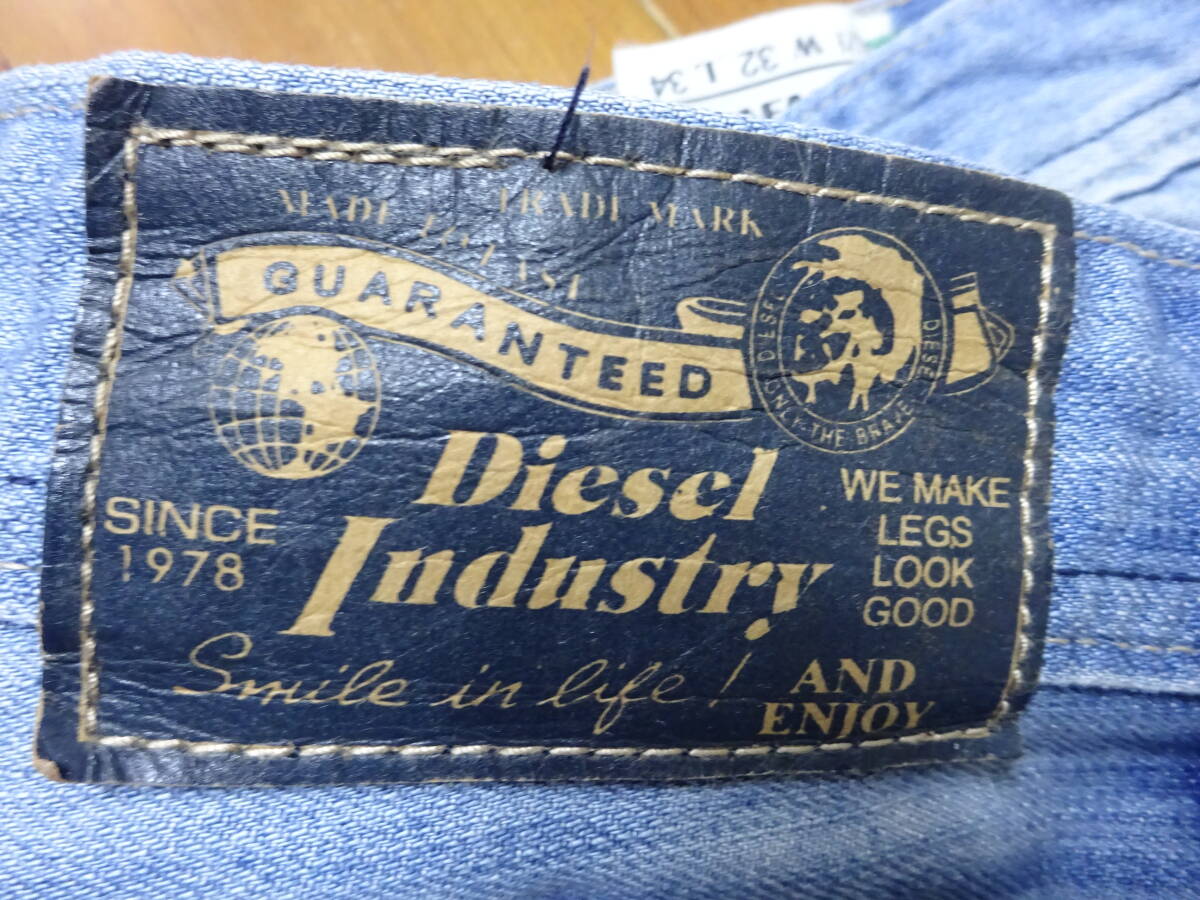 W 32 L 34
MADE TO LAST
TRADE MARK
GUARANTEED
DIESEL
DIESEL
ONLY THE BRAVE
Diesel
Industry
SINCE
1978
WE MAKE
LEGS
LOOK
GOOD
Smile in life!
AND
ENJOY